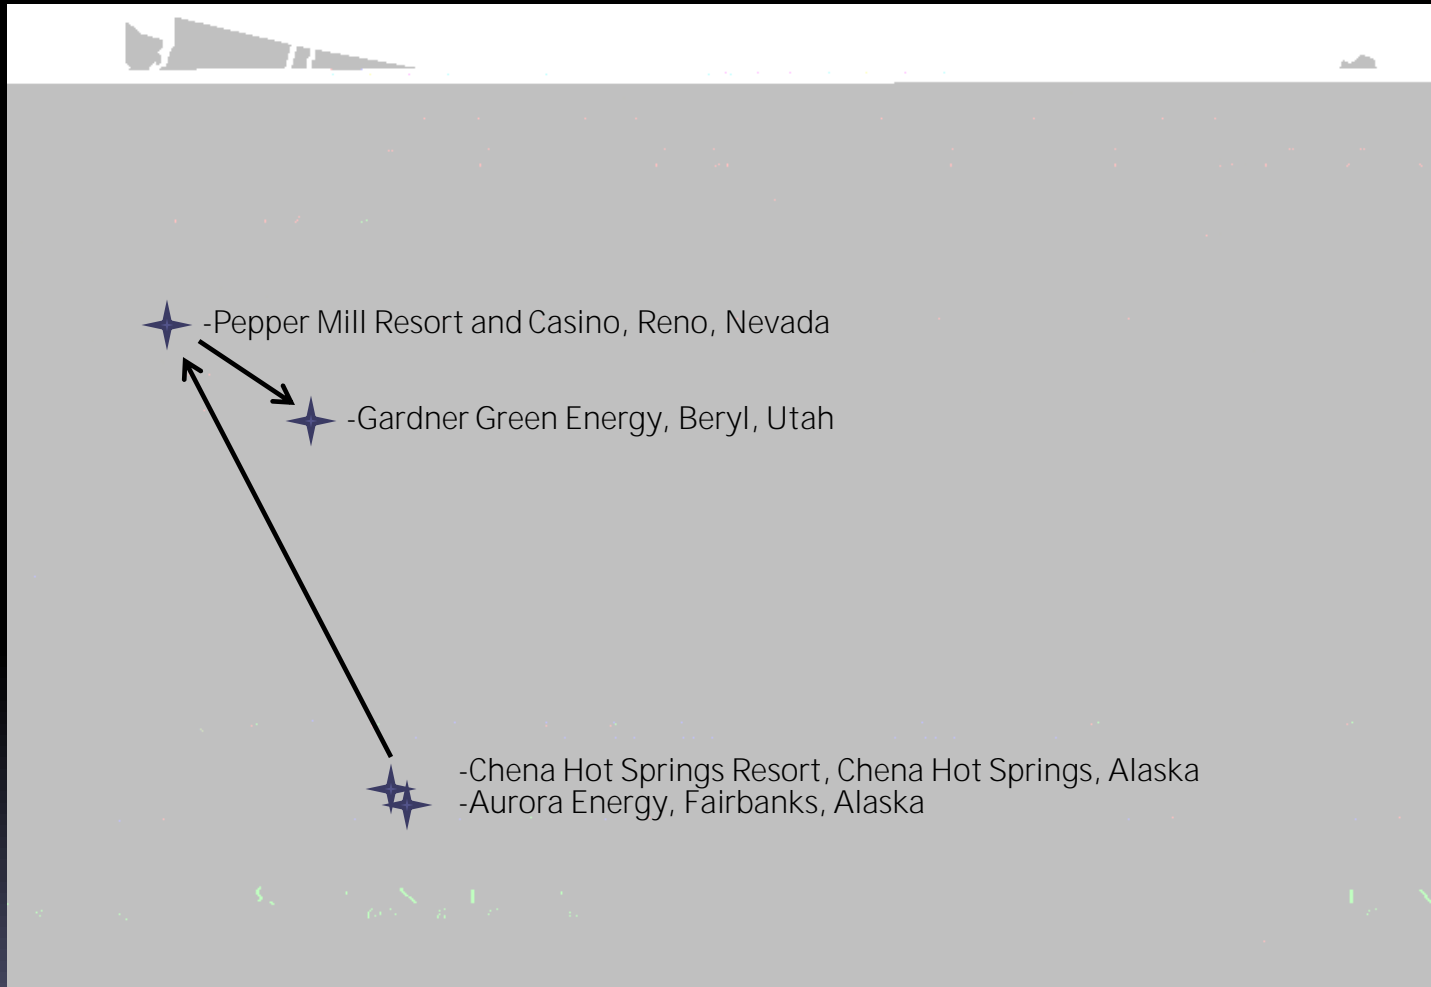 -Pepper Mill Resort and Casino, Reno, Nevada
-Gardner Green Energy, Beryl, Utah
-Chena Hot Springs Resort, Chena Hot Springs, Alaska
-Aurora Energy, Fairbanks, Alaska